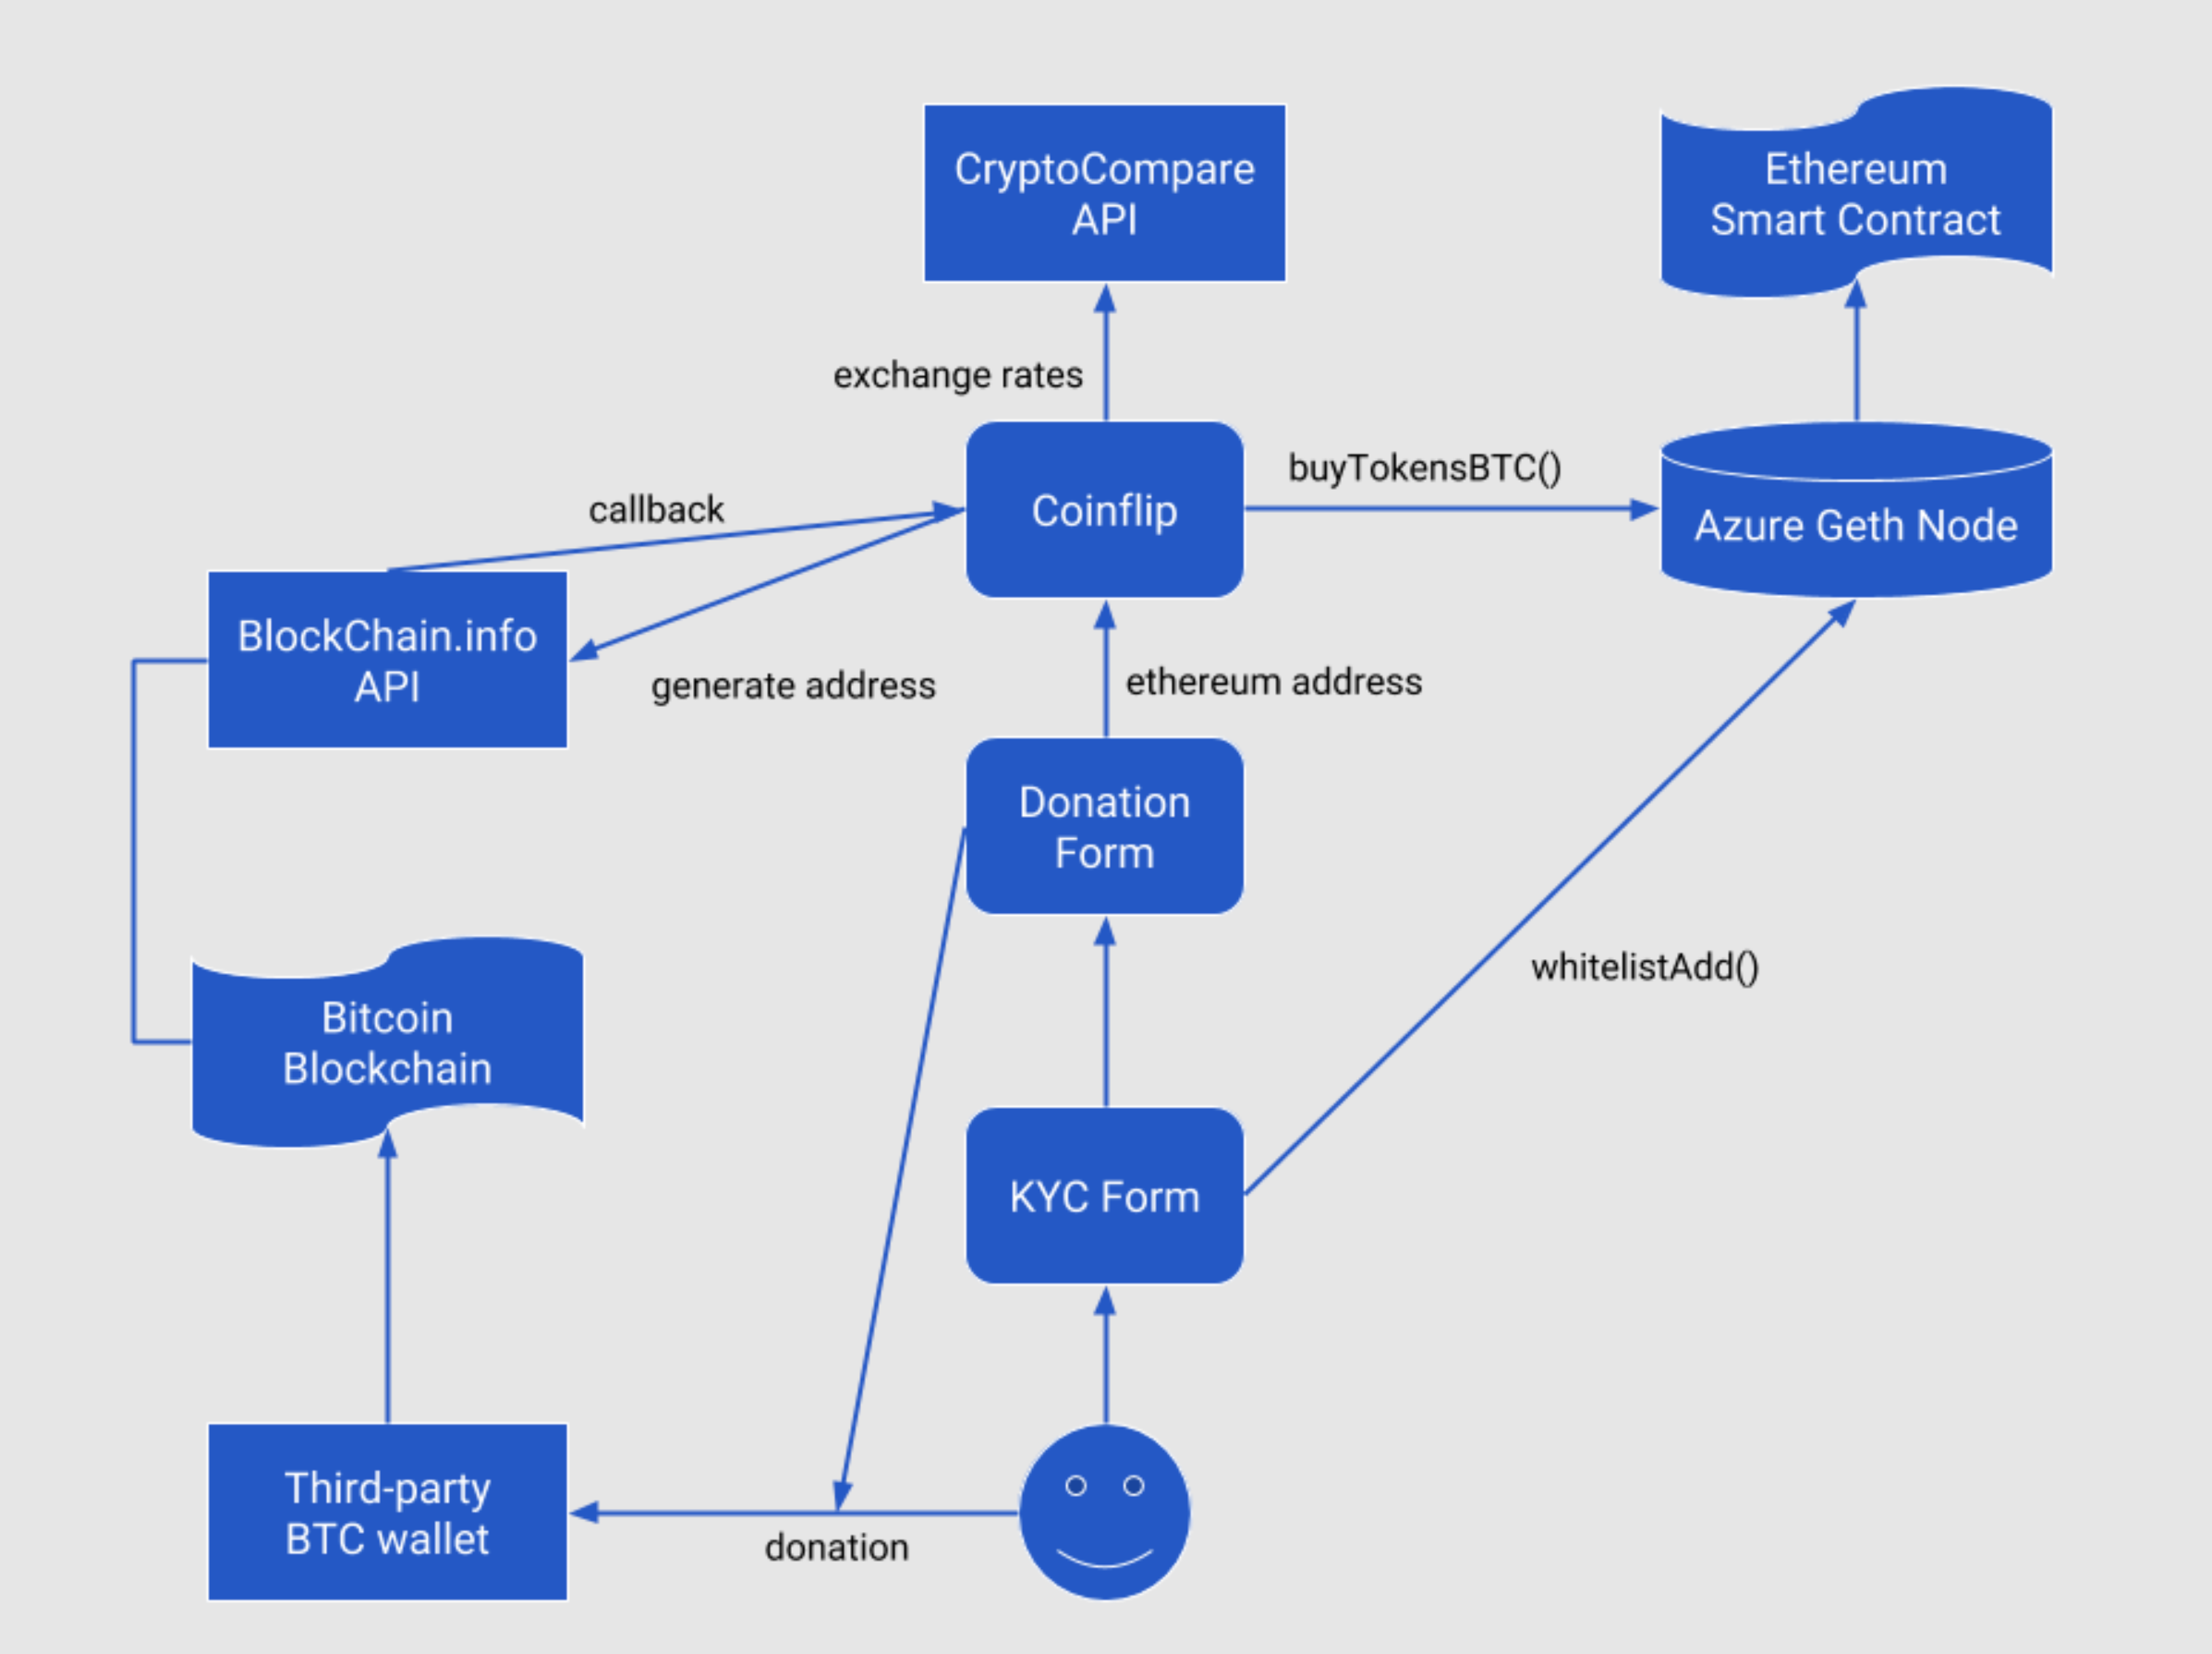 CryptoCompare
API
Ethereum
Smart Contract
exchange rates
callback
Coinflip
buyTokensBTC()
Azure Geth Node
BlockChain.info
API
generate address
ethereum address
Donation
Form
Bitcoin
Blockchain
whitelistAdd()
KYC Form
Third-party
BTC wallet
donation